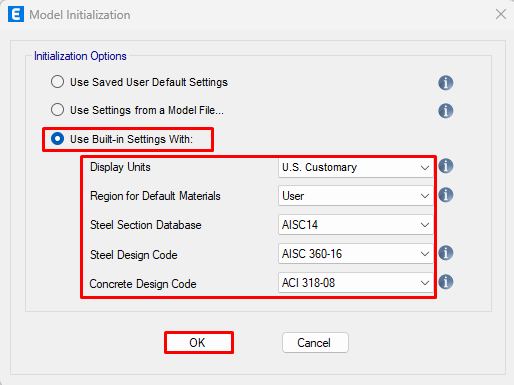 E Model Initialization
Initialization Options
Use Saved User Default Settings
Use Settings from a Model File...
Use Built-in Settings With:
Display Units U.S. Customary
Region for Default Materials User
Steel Section Database AISC14
Steel Design Code AISC 360-16
Concrete Design Code ACI 318-08
OK Cancel